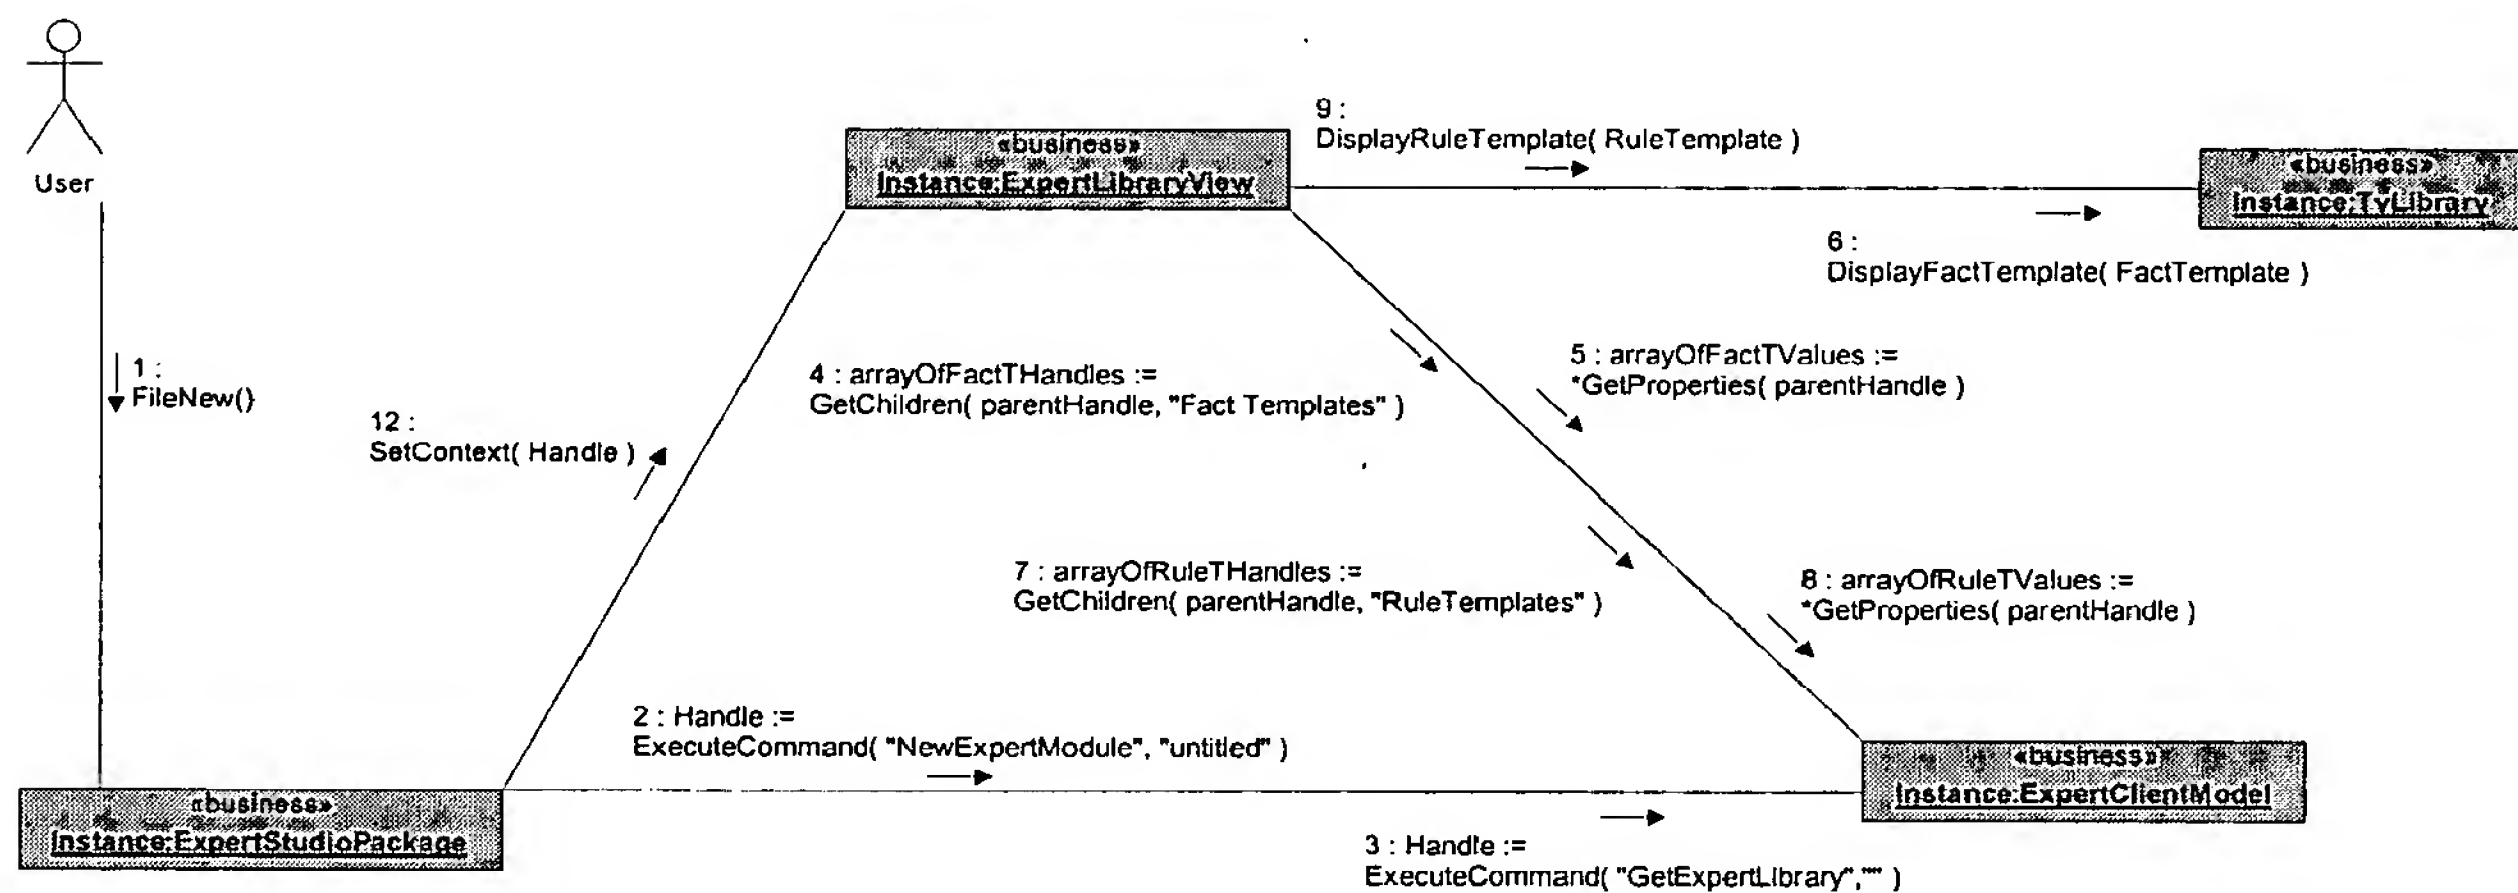 User
1 :
FileNew()
12 :
SetContext( Handle )
«business»
Instance:ExpertLibraryView
9 :
DisplayRuleTemplate( RuleTemplate )
«business»
Instance:TvLibrary
6 :
DisplayFactTemplate( FactTemplate )
4 : arrayOfFactTHandles :=
GetChildren( parentHandle, "Fact Templates" )
5 : arrayOfFactTValues :=
*GetProperties( parentHandle )
7 : arrayOfRuleTHandles :=
GetChildren( parentHandle, "RuleTemplates" )
8 : arrayOfRuleTValues :=
*GetProperties( parentHandle )
2 : Handle :=
ExecuteCommand( "NewExpertModule", "untitled" )
«business»
Instance:ExpertStudioPackage
«business»
Instance:ExpertClientModel
3 : Handle :=
ExecuteCommand( "GetExpertLibrary","" )